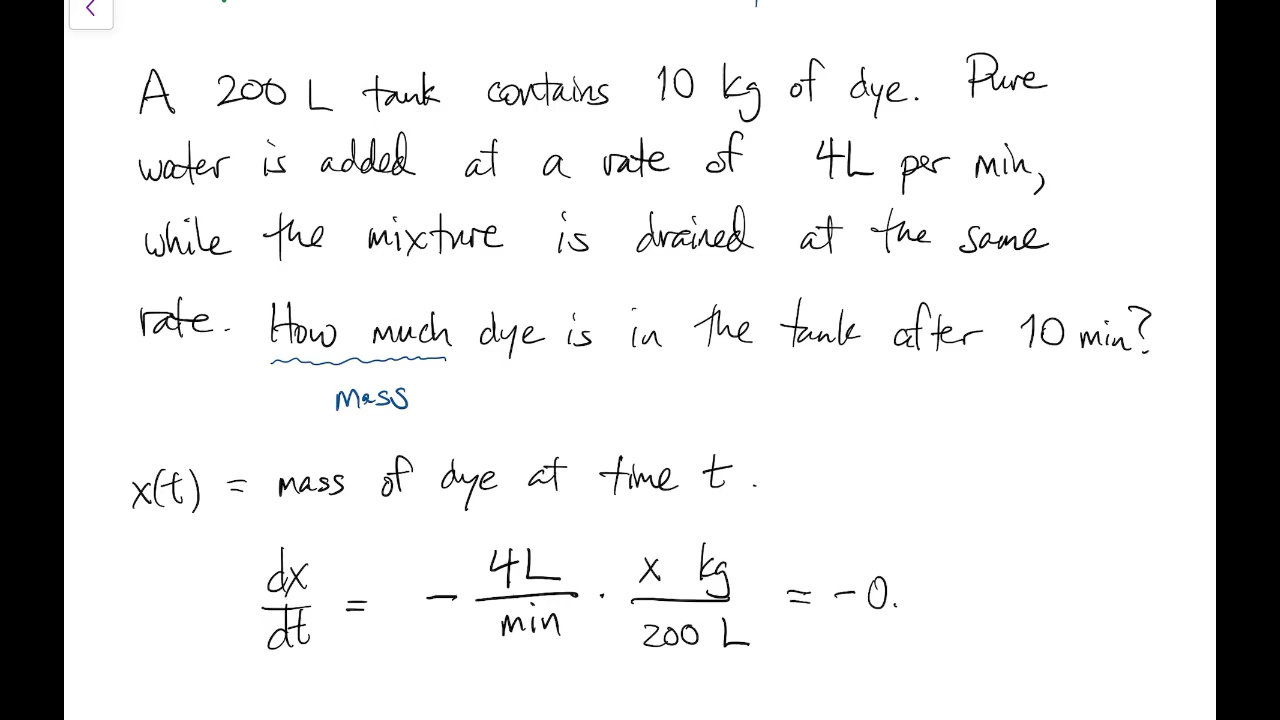 A 200 L tank contains 10 kg of dye. Pure
water is added at a rate of 4L per min,
while the mixture is drained at the same
rate. How much dye is in the tank after 10 min?
mass
x(t) = mass of dye at time t.
dx/dt = - 4L/min · x kg/200 L ≈ -0.